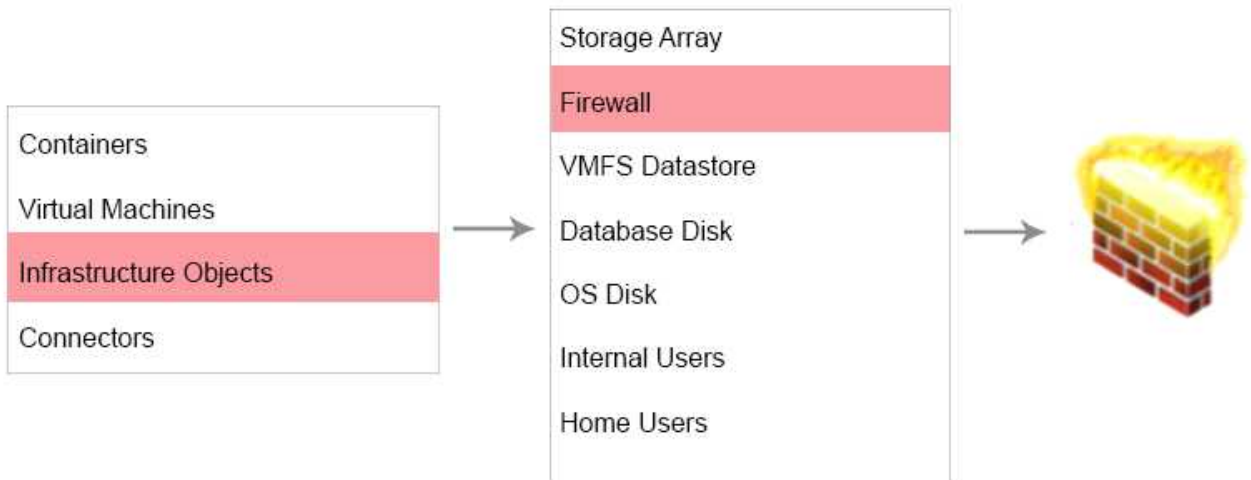 Containers
Virtual Machines
Infrastructure Objects
Connectors
Storage Array
Firewall
VMFS Datastore
Database Disk
OS Disk
Internal Users
Home Users